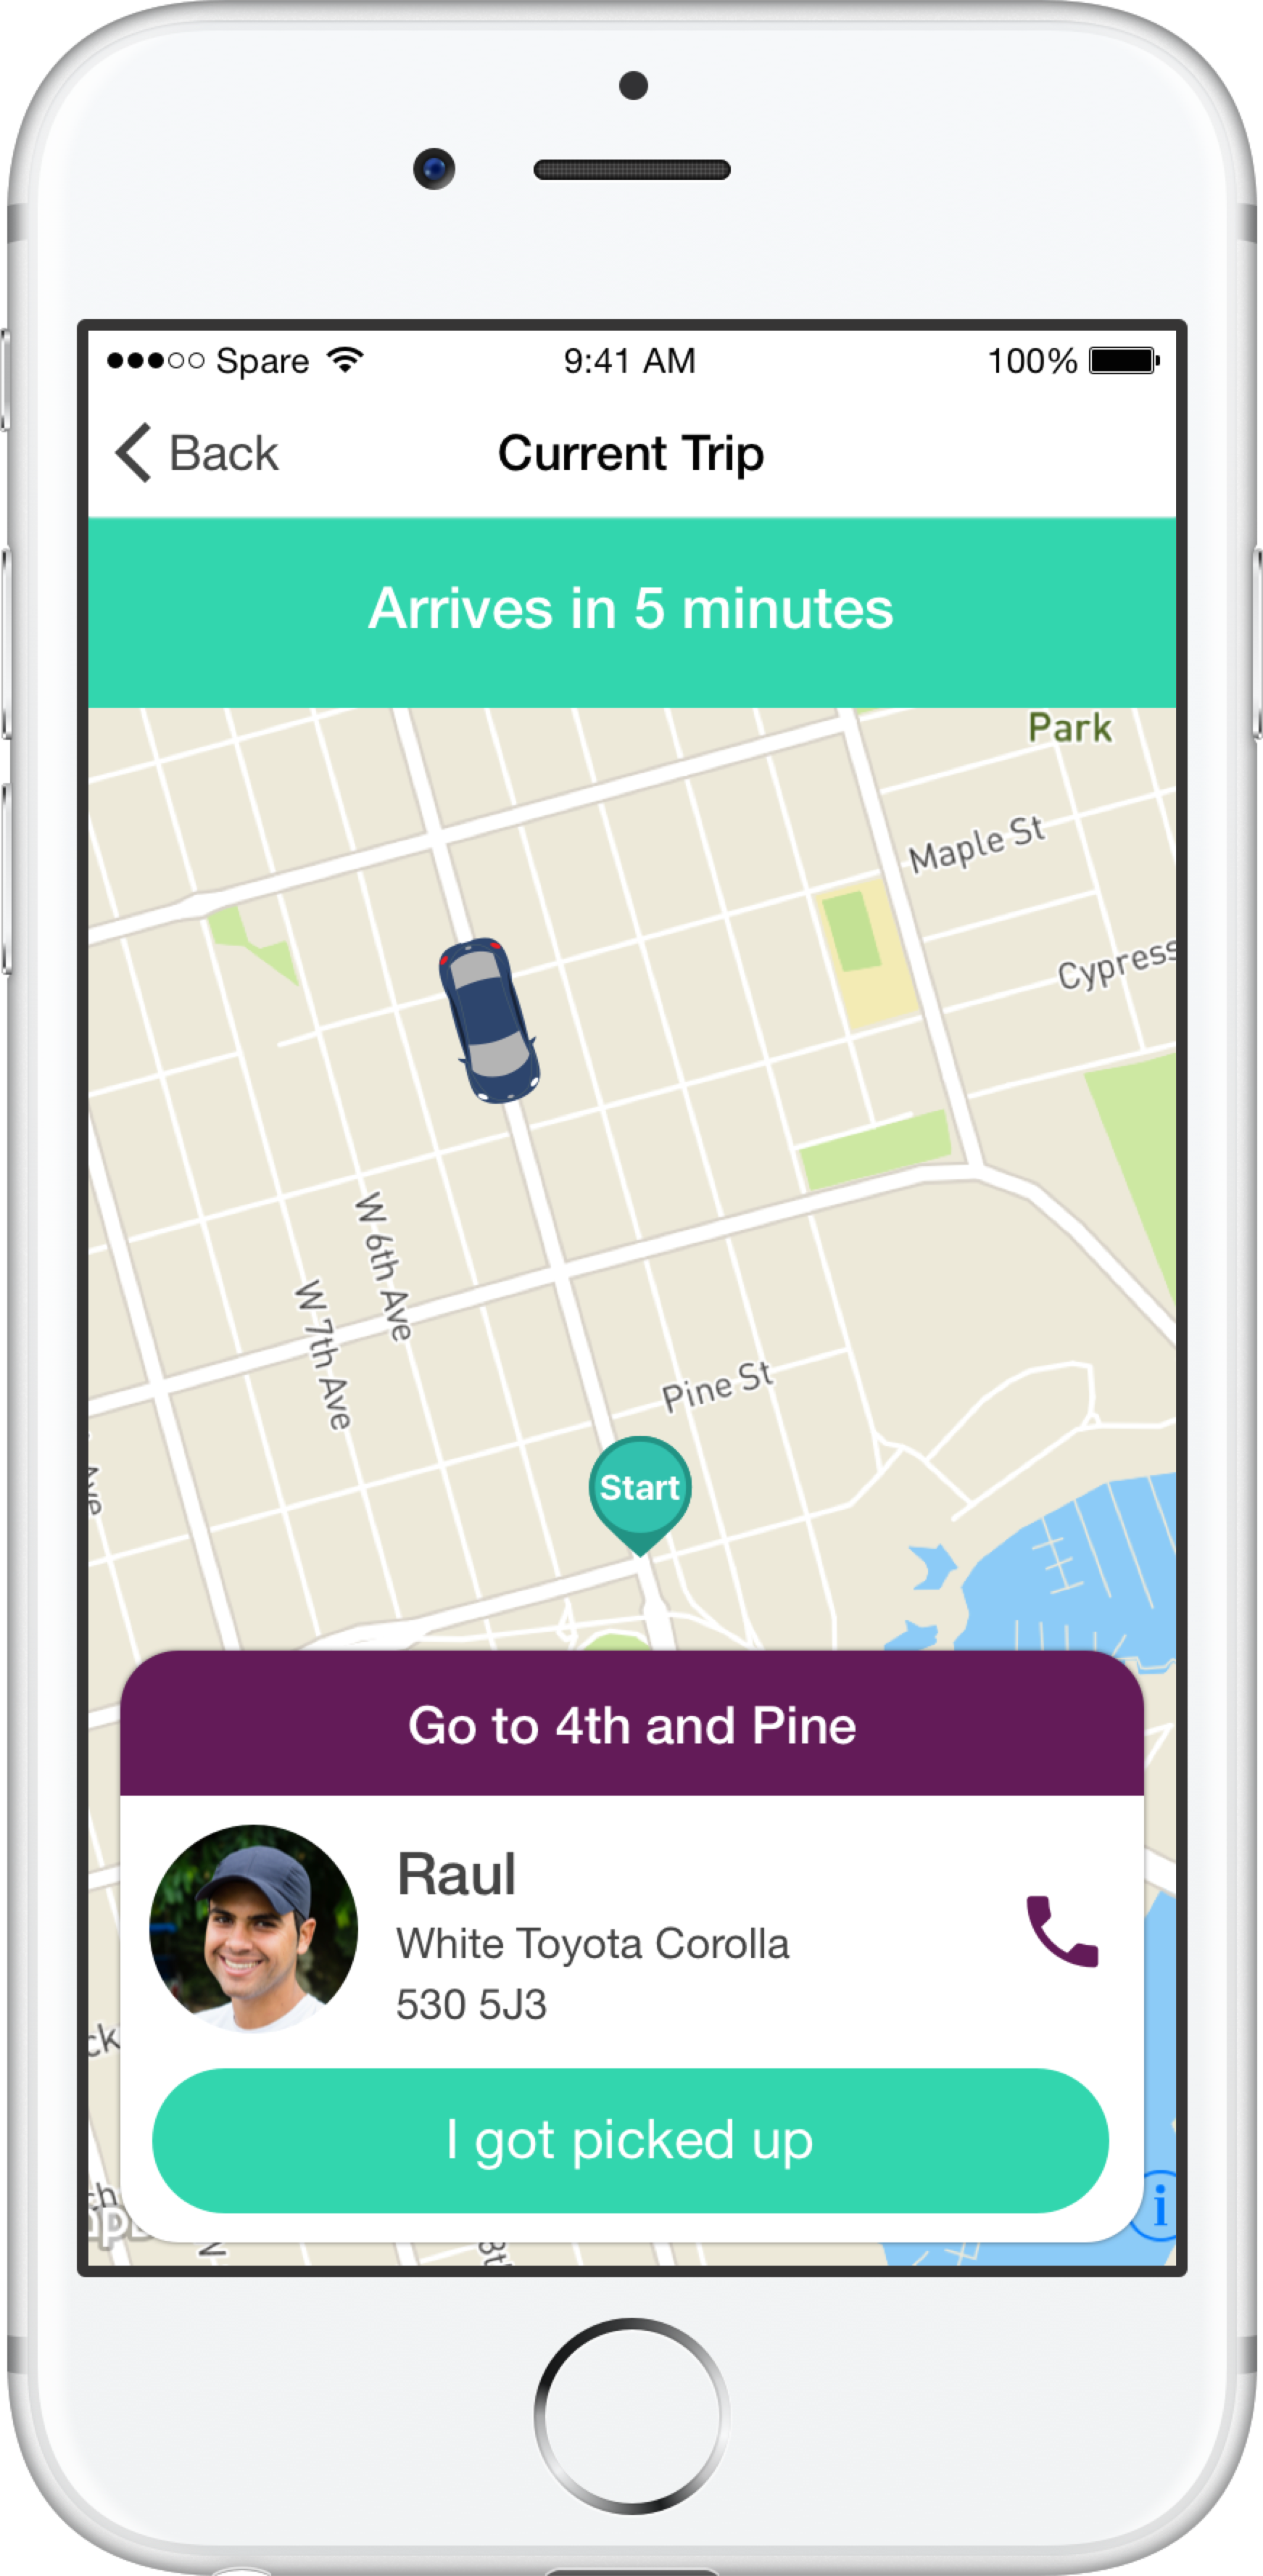 Spare
9:41 AM
100%
Back
Current Trip
Arrives in 5 minutes
Park
Maple St
Cypress
W 6th Ave
W 7th Ave
Pine St
Ave
Start
Go to 4th and Pine
Raul
White Toyota Corolla
530 5J3
I got picked up
i